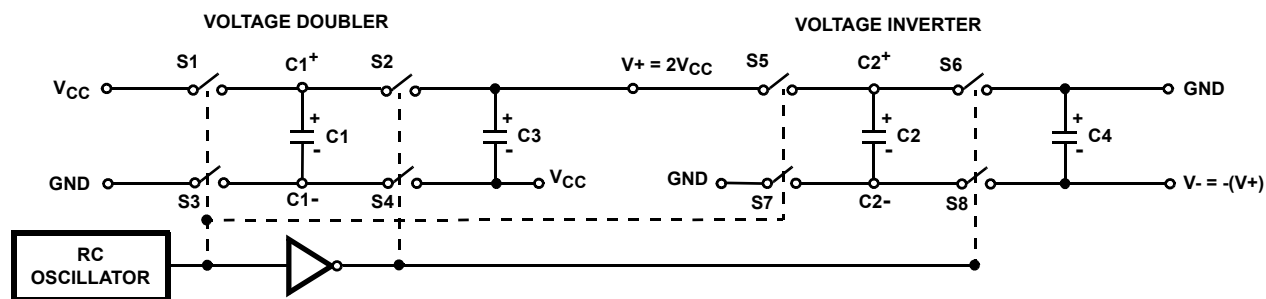 VOLTAGE DOUBLER
VOLTAGE INVERTER
S1
C1+
S2
V+ = 2VCC
S5
C2+
S6
VCC
GND
+
C1
-
+
C3
-
+
C2
-
+
C4
-
GND
S3
C1-
S4
VCC
GND
S7
C2-
S8
V- = -(V+)
RC
OSCILLATOR